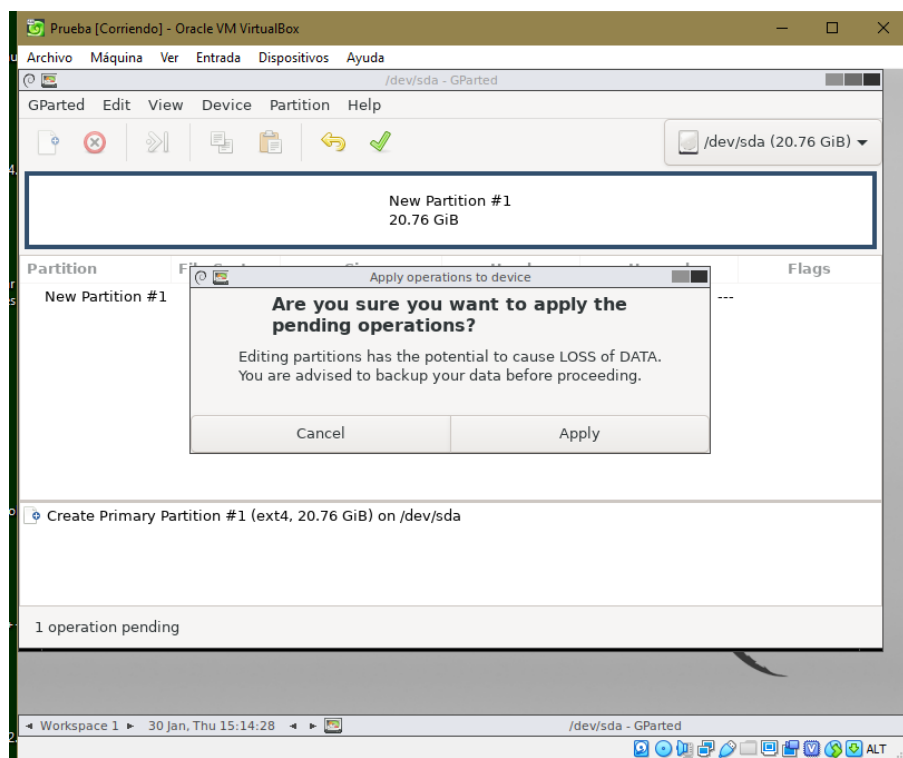 Prueba [Corriendo] - Oracle VM VirtualBox
Archivo Máquina Ver Entrada Dispositivos Ayuda
/dev/sda - GParted
GParted Edit View Device Partition Help
/dev/sda (20.76 GiB)
New Partition #1
20.76 GiB
Partition Flags
New Partition #1 ---
Apply operations to device
Are you sure you want to apply the
pending operations?
Editing partitions has the potential to cause LOSS of DATA.
You are advised to backup your data before proceeding.
Cancel Apply
Create Primary Partition #1 (ext4, 20.76 GiB) on /dev/sda
1 operation pending
Workspace 1 30 Jan, Thu 15:14:28 /dev/sda - GParted
ALT